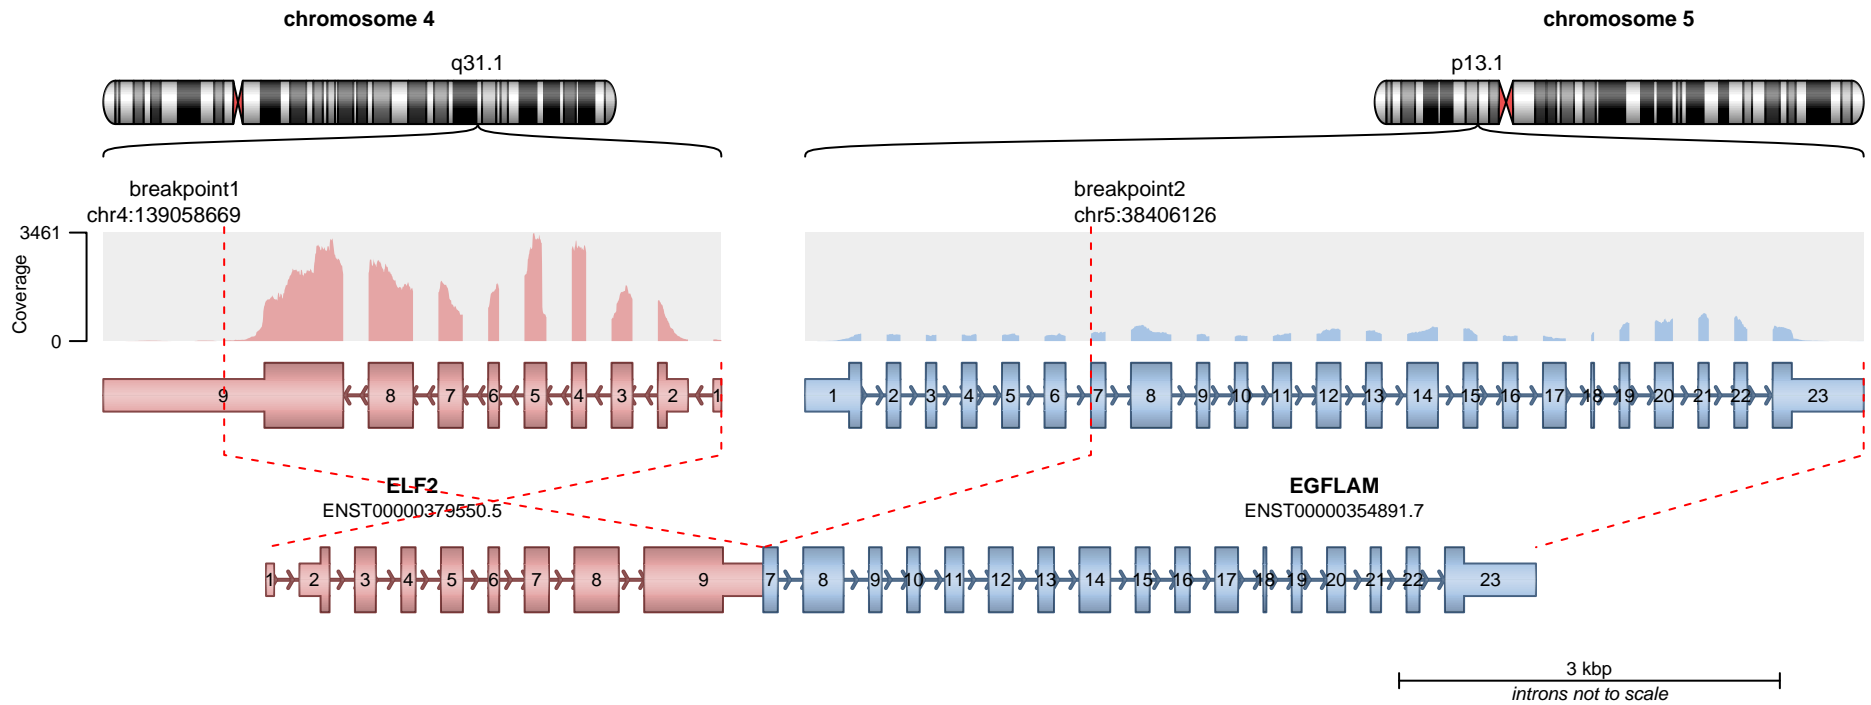 chromosome 4
chromosome 5
q31.1
p13.1
breakpoint1
chr4:139058669
breakpoint2
chr5:38406126
3461
Coverage
0
9 8 7 6 5 4 3 2 1
1 2 3 4 5 6 7 8 9 10 11 12 13 14 15 16 17 18 19 20 21 22 23
ELF2
ENST00000379550.5
EGFLAM
ENST00000354891.7
1 2 3 4 5 6 7 8 9 7 8 9 10 11 12 13 14 15 16 17 18 19 20 21 22 23
3 kbp
introns not to scale